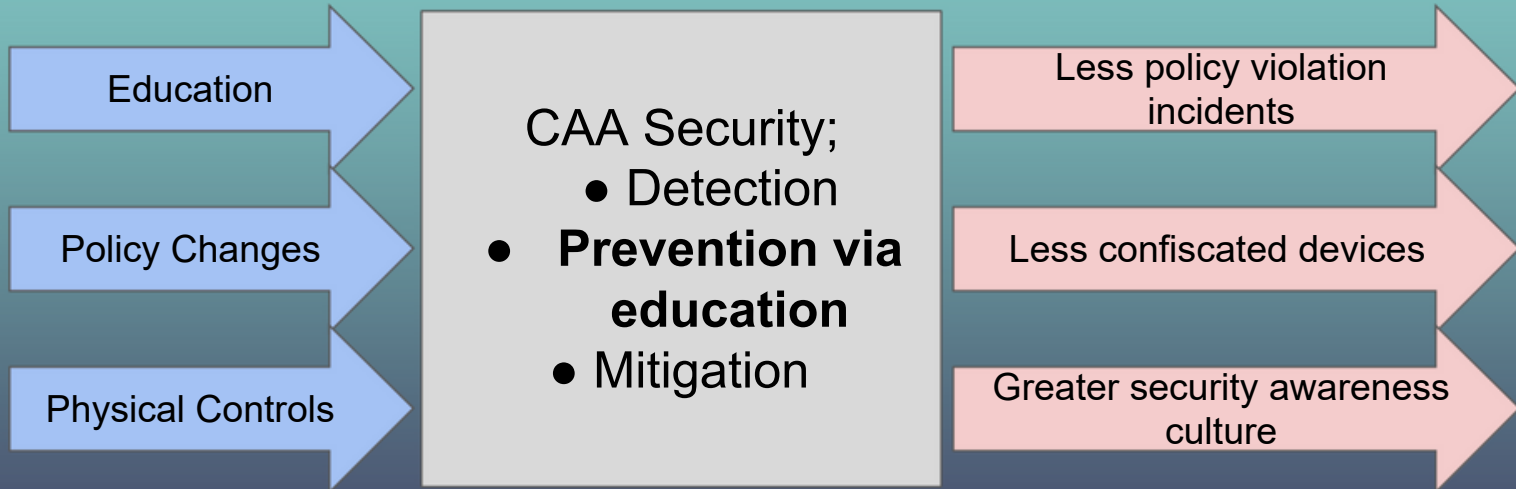 Education
Policy Changes
Physical Controls
CAA Security;
● Detection
● Prevention via
education
● Mitigation
Less policy violation
incidents
Less confiscated devices
Greater security awareness
culture